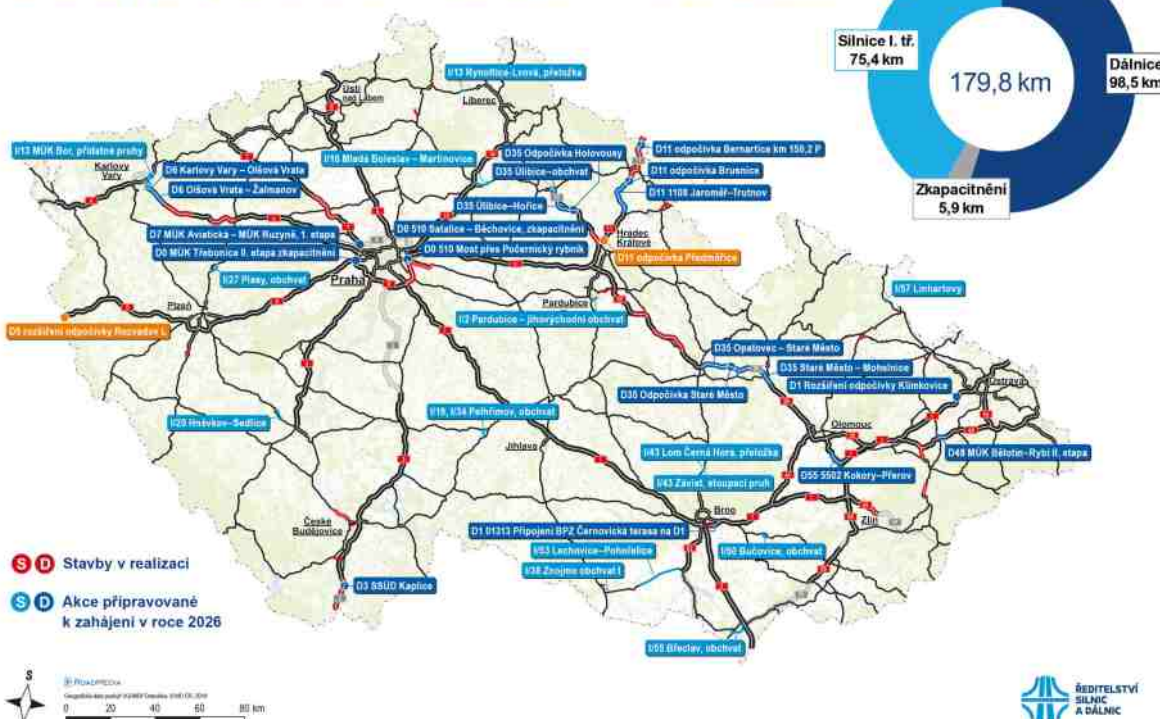 Silnice I. tř.
75,4 km
179,8 km
Dálnice
98,5 km
Zkapacitnění
5,9 km
I/13 Rynoltice–Lvová, přeložka
Ústí
nad Labem
Liberec
I/13 MÚK Bor, přídatné pruhy
Karlovy
Vary
D6 Karlovy Vary – Olšová Vrata
D6 Olšová Vrata – Žalmanov
I/16 Mladá Boleslav – Martinovice
D35 Odpočívka Holovousy
D35 Úlibice–obchvat
D35 Úlibice–Hořice
D11 odpočívka Bernartice km 150,2 P
D11 odpočívka Brusnice
D11 1108 Jaroměř–Trutnov
D7 MÚK Aviatická – MÚK Ruzyně, 1. etapa
D0 MÚK Třebonice II. etapa zkapacitnění
D0 510 Satalice – Běchovice, zkapacitnění
D0 510 Most přes Počernický rybník
Hradec
Králové
D11 odpočívka Předměřice
I/27 Plasy, obchvat
Praha
Plzeň
D5 rozšíření odpočívky Rozvadov L
Pardubice
I/2 Pardubice – jihovýchodní obchvat
I/57 Linhartovy
D35 Opatovec – Staré Město
D35 Staré Město – Mohelnice
D35 Odpočívka Staré Město
D1 Rozšíření odpočívky Klimkovice
Ostrava
Olomouc
I/20 Hněvkov–Sedlice
I/19, I/34 Pelhřimov, obchvat
Jihlava
I/43 Lom Černá Hora, přeložka
I/43 Závist, stoupací pruh
D55 5502 Kokory–Přerov
D48 MÚK Bělotín–Rybí II. etapa
České
Budějovice
Brno
Zlín
D1 01313 Připojení BPZ Černovická terasa na D1
I/53 Lechovice–Pohořelice
I/38 Znojmo obchvat I
I/50 Bučovice, obchvat
D3 SSÚD Kaplice
I/55 Břeclav, obchvat
S D Stavby v realizaci
S D Akce připravované
k zahájení v roce 2026
S
0 20 40 60 80 km
ŘEDITELSTVÍ
SILNIC
A DÁLNIC